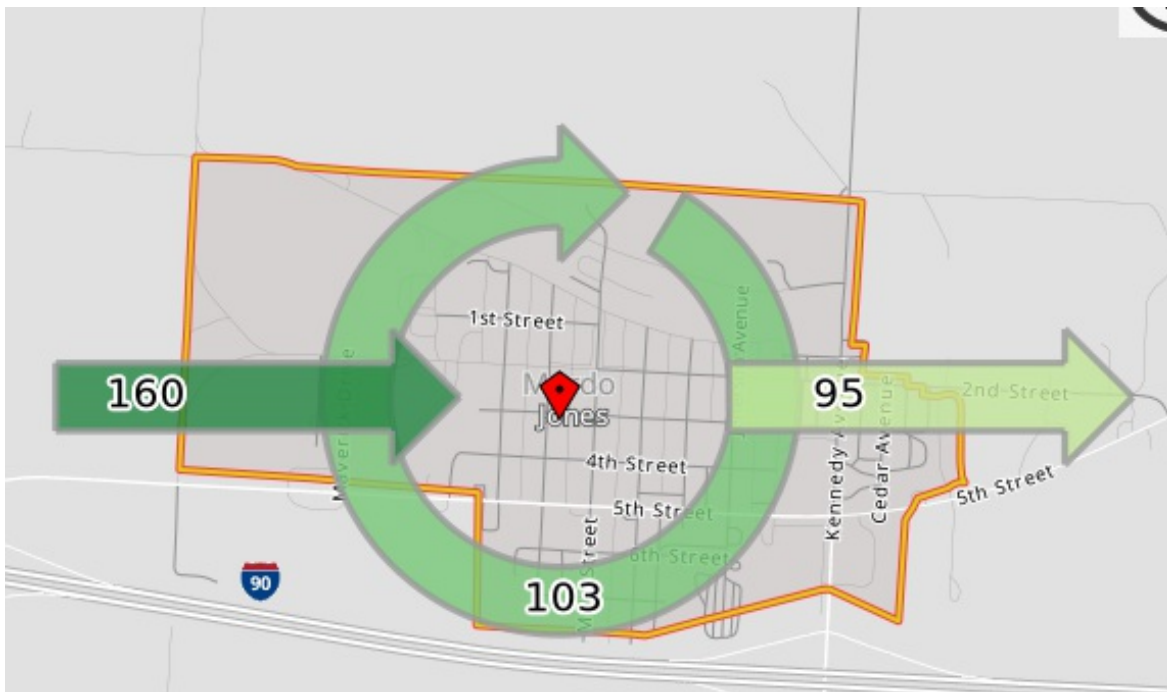 1st Street
Avenue
160
Jones
95
2nd Street
4th Street
Kennedy
Cedar Avenue
5th Street
5th Street
Street
6th Street
90
103